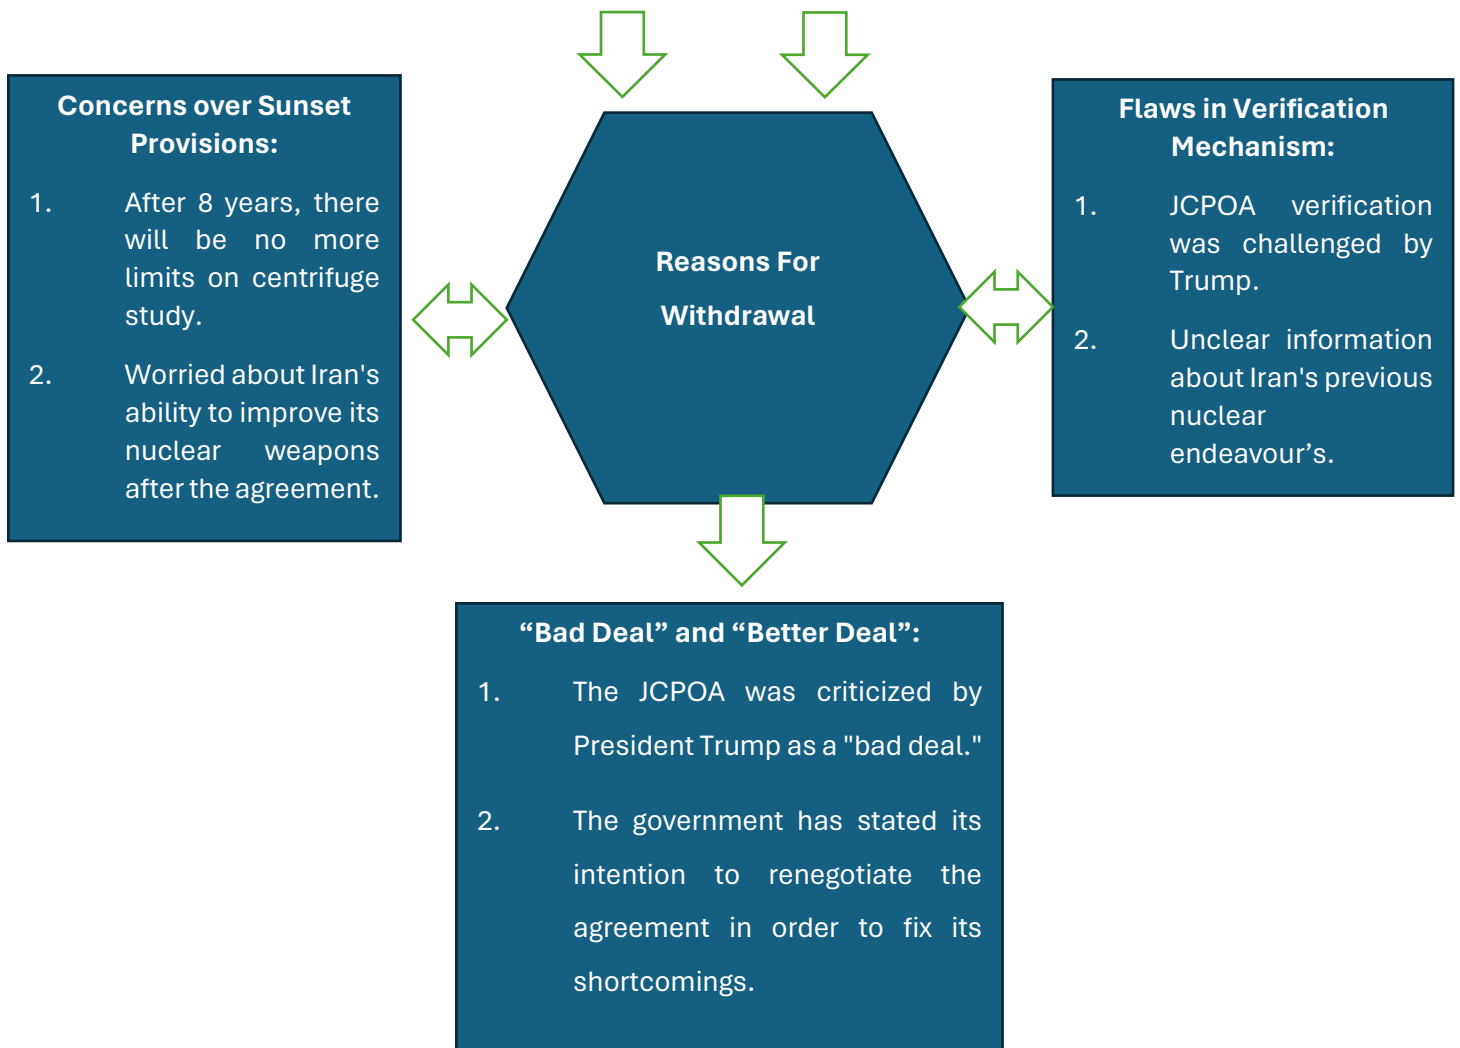 Concerns over Sunset
Provisions:
1. After 8 years, there
will be no more
limits on centrifuge
study.
2. Worried about Iran's
ability to improve its
nuclear weapons
after the agreement.
Reasons For
Withdrawal
Flaws in Verification
Mechanism:
1. JCPOA verification
was challenged by
Trump.
2. Unclear information
about Iran's previous
nuclear
endeavour’s.
“Bad Deal” and “Better Deal”:
1. The JCPOA was criticized by
President Trump as a "bad deal."
2. The government has stated its
intention to renegotiate the
agreement in order to fix its
shortcomings.